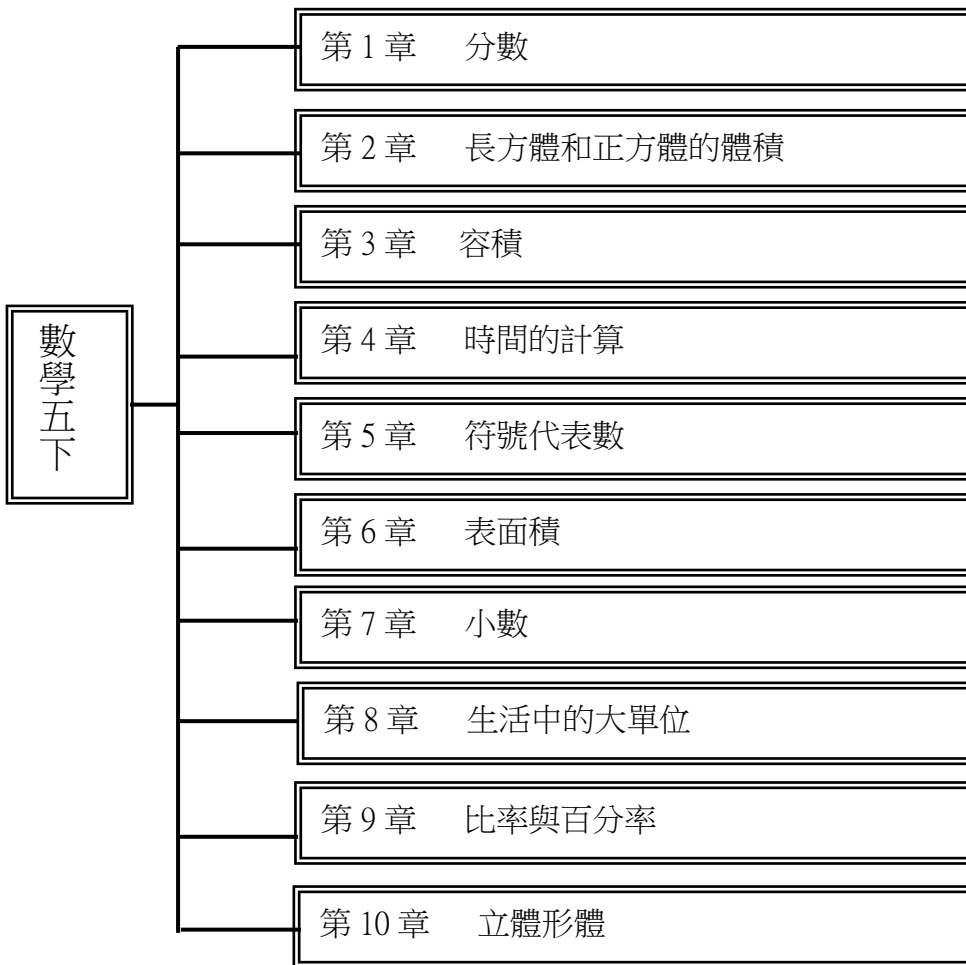 數學五下
第 1 章 分數
第 2 章 長方體和正方體的體積
第 3 章 容積
第 4 章 時間的計算
第 5 章 符號代表數
第 6 章 表面積
第 7 章 小數
第 8 章 生活中的大單位
第 9 章 比率與百分率
第 10 章 立體形體